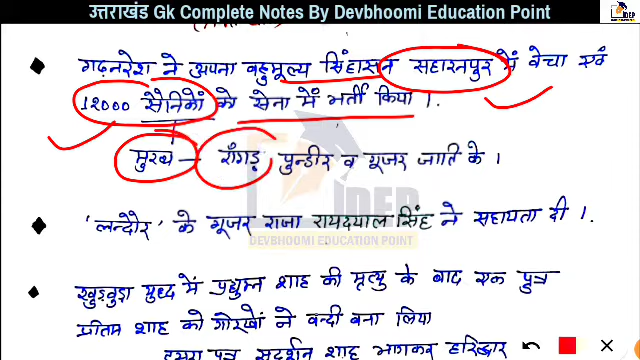 उत्तराखंड Gk Complete Notes By Devbhoomi Education Point
गढ़नरेश ने अपना बहुमूल्य सिंहासन सहारनपुर में बेचा एवं
12000 सैनिकों को सेना में भर्ती किया ।
मुख्य — राँगड़ पुन्डीर व गूजर जाति के ।
'लन्दौर' के गूजर राजा रायदयाल सिंह ने सहायता दी ।
DEVBHOOMI EDUCATION POINT
खुड़बुड़ा युद्ध में प्रद्युम्न शाह की मृत्यु के बाद एक पुत्र
प्रीतम शाह को गोरखों ने बन्दी बना लिया
दूसरा पुत्र सुदर्शन शाह भागकर हरिद्वार